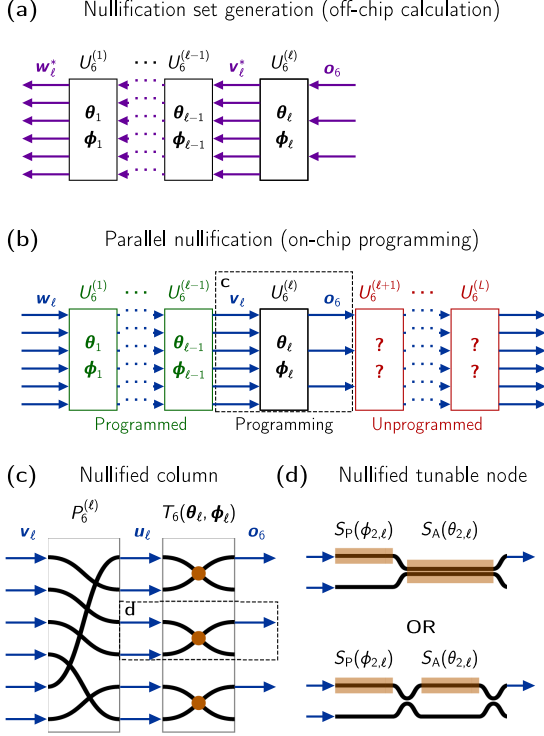 (a) Nullification set generation (off-chip calculation)
w*ℓ U6(1) ··· U6(ℓ−1) v*ℓ U6(ℓ) o6
θ1 ··· θℓ−1 θℓ
ϕ1 ··· ϕℓ−1 ϕℓ
(b) Parallel nullification (on-chip programming)
c
wℓ U6(1) ··· U6(ℓ−1) vℓ U6(ℓ) o6 U6(ℓ+1) ··· U6(L)
θ1 θℓ−1 θℓ ? ?
ϕ1 ϕℓ−1 ϕℓ ? ?
Programmed Programming Unprogrammed
(c) Nullified column
P6(ℓ) T6(θℓ, ϕℓ)
vℓ uℓ o6
d
(d) Nullified tunable node
SP(ϕ2,ℓ) SA(θ2,ℓ)
OR
SP(ϕ2,ℓ) SA(θ2,ℓ)